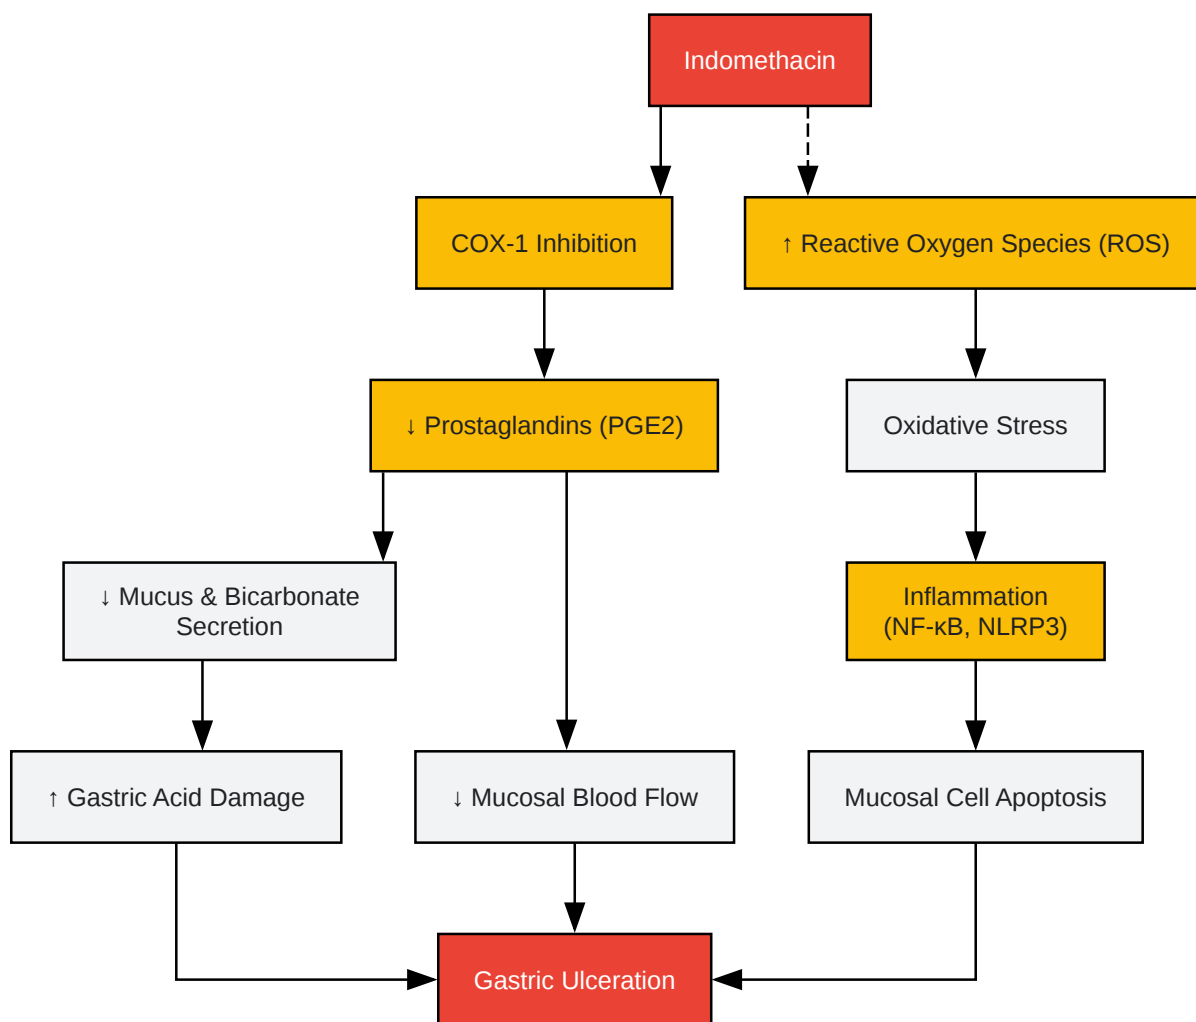 Indomethacin
COX-1 Inhibition
↑ Reactive Oxygen Species (ROS)
↓ Prostaglandins (PGE2)
Oxidative Stress
↓ Mucus & Bicarbonate
Secretion
Inflammation
(NF-κB, NLRP3)
↑ Gastric Acid Damage
↓ Mucosal Blood Flow
Mucosal Cell Apoptosis
Gastric Ulceration